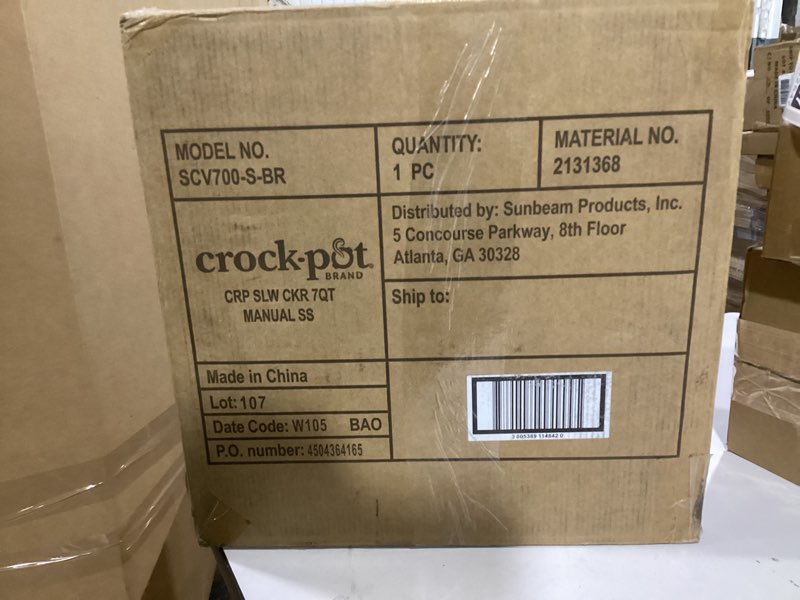 MODEL NO.
SCV700-S-BR
QUANTITY:
1 PC
MATERIAL NO.
2131368
crock-pot
BRAND
CRP SLW CKR 7QT
MANUAL SS
Distributed by: Sunbeam Products, Inc.
5 Concourse Parkway, 8th Floor
Atlanta, GA 30328
Ship to:
Made in China
Lot: 107
Date Code: W105 BAO
P.O. number: 4504364165